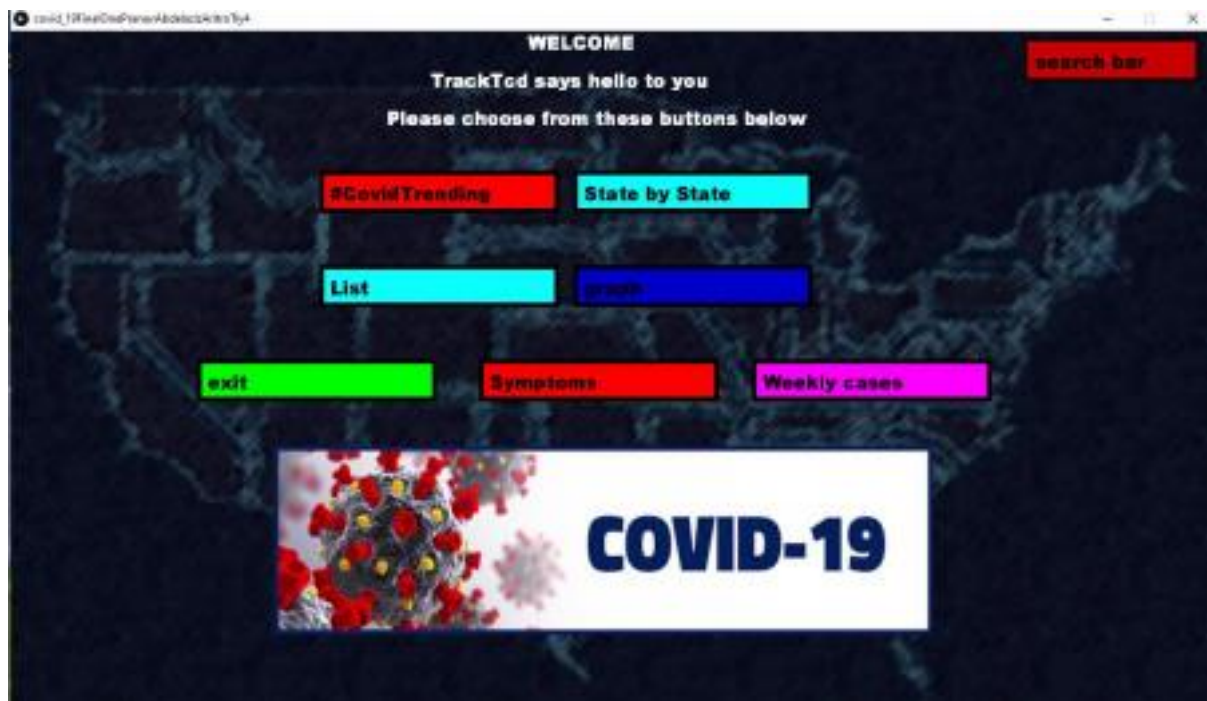 WELCOME
search bar
TrackTcd says hello to you
Please choose from these buttons below
#CovidTrending
State by State
List
graph
exit
Symptoms
Weekly cases
COVID-19